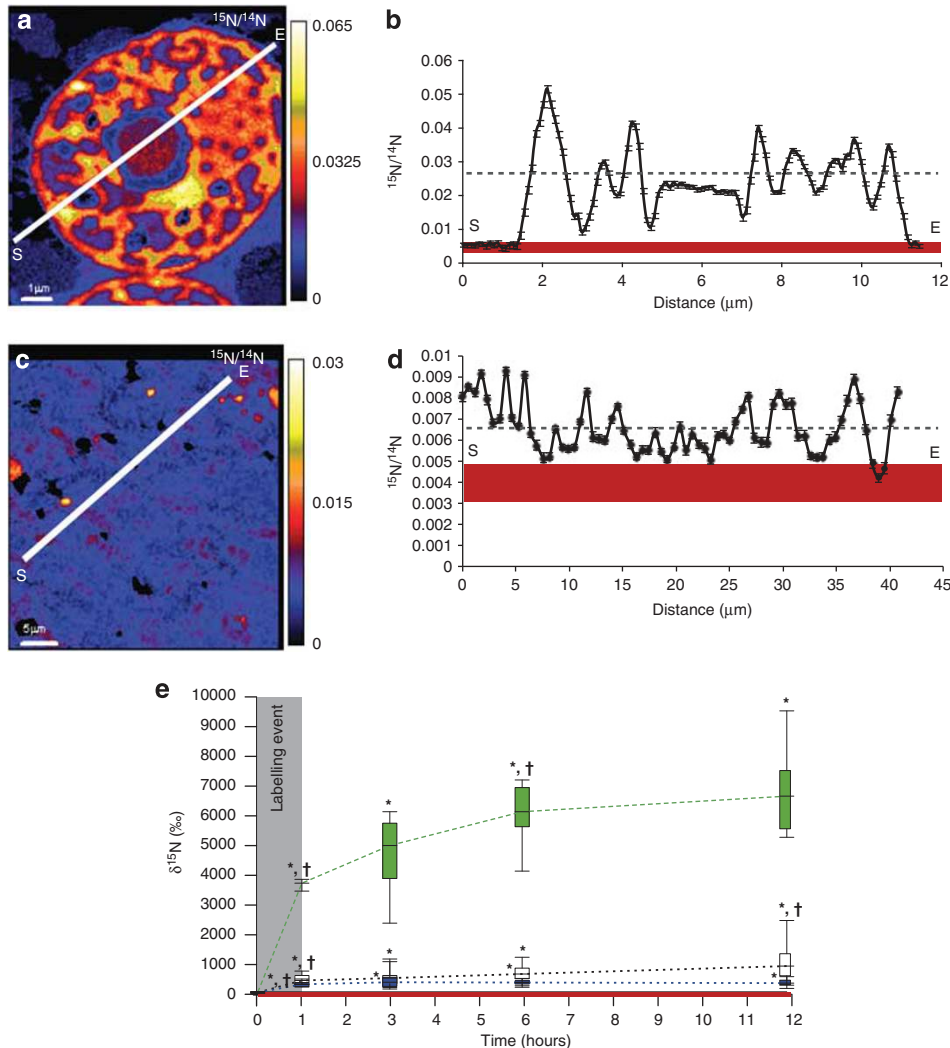 a
¹⁵N/¹⁴N
E
S
1µm
0.065
0.0325
0
b
0.06
0.05
0.04
0.03
0.02
0.01
0
¹⁵N/¹⁴N
S
E
0 2 4 6 8 10 12
Distance (µm)
c
¹⁵N/¹⁴N
E
S
5µm
0.03
0.015
0
d
0.01
0.009
0.008
0.007
0.006
0.005
0.004
0.003
0.002
0.001
0
¹⁵N/¹⁴N
S
E
0 5 10 15 20 25 30 35 40 45
Distance (µm)
e
10000
9000
8000
7000
6000
5000
4000
3000
2000
1000
0
δ¹⁵N (‰)
Labelling event
*, †
*
*, †
*
*, †
*
*
*, †
*, †
*
*
*
0 1 2 3 4 5 6 7 8 9 10 11 12
Time (hours)